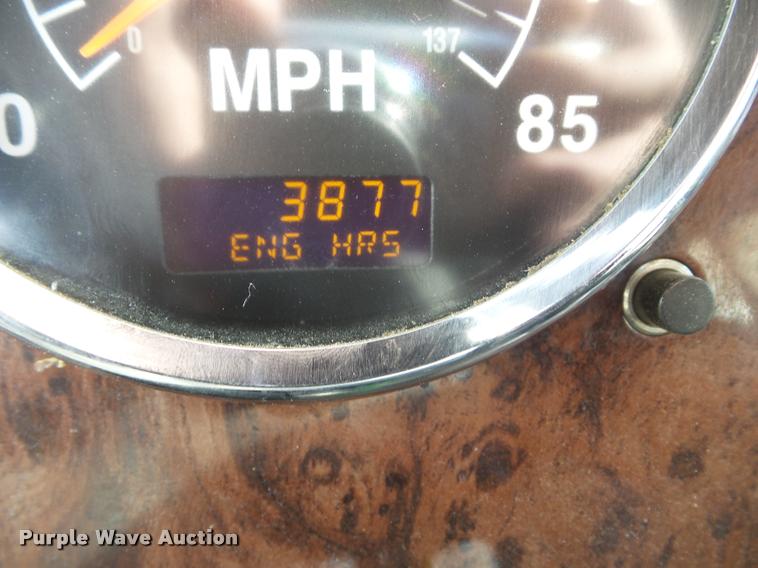 0
137
MPH
0
85
3877
ENG HRS
Purple Wave Auction